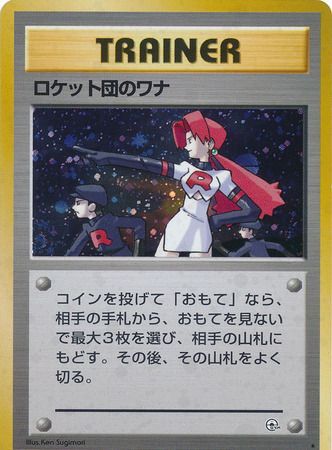 TRAINER
ロケット団のワナ
R
R
コインを投げて「おもて」なら、
相手の手札から、おもてを見ない
で最大3枚を選び、相手の山札に
もどす。その後、その山札をよく
切る。
Illus.Ken Sugimori